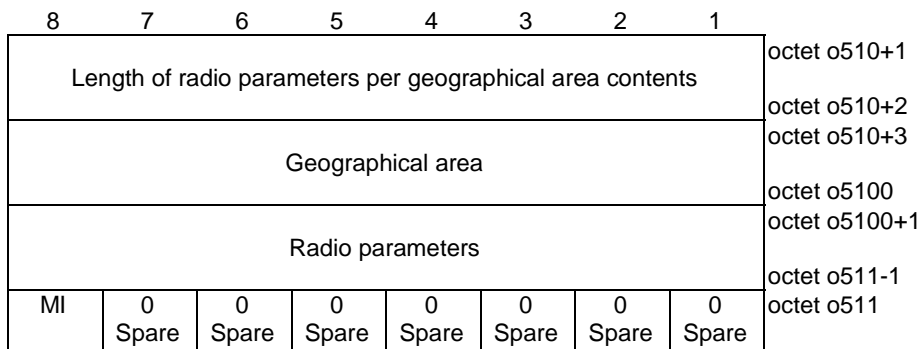 8 7 6 5 4 3 2 1
octet o510+1
Length of radio parameters per geographical area contents
octet o510+2
octet o510+3
Geographical area
octet o5100
octet o5100+1
Radio parameters
octet o511-1
MI 0 0 0 0 0 0 0 octet o511
Spare Spare Spare Spare Spare Spare Spare